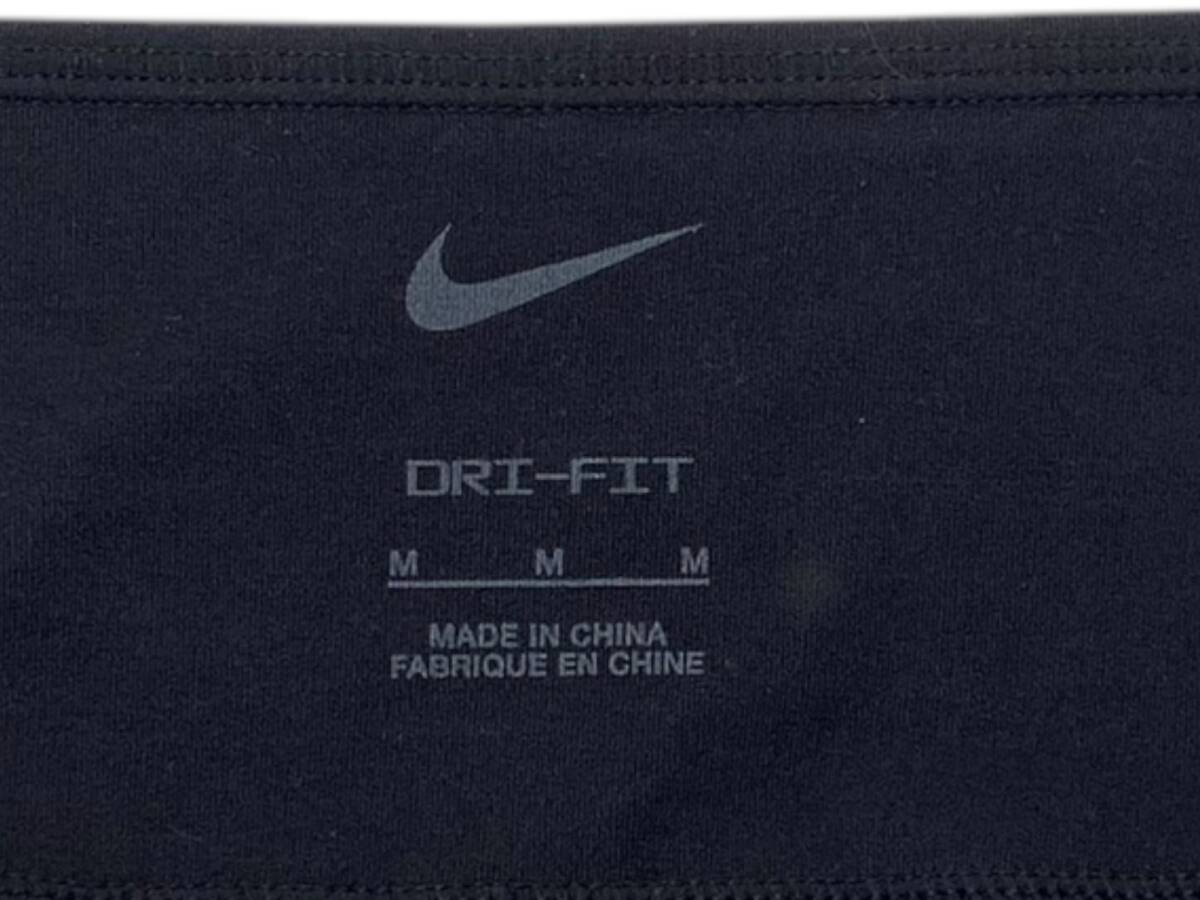 DRI-FIT
M M M
MADE IN CHINA
FABRIQUE EN CHINE